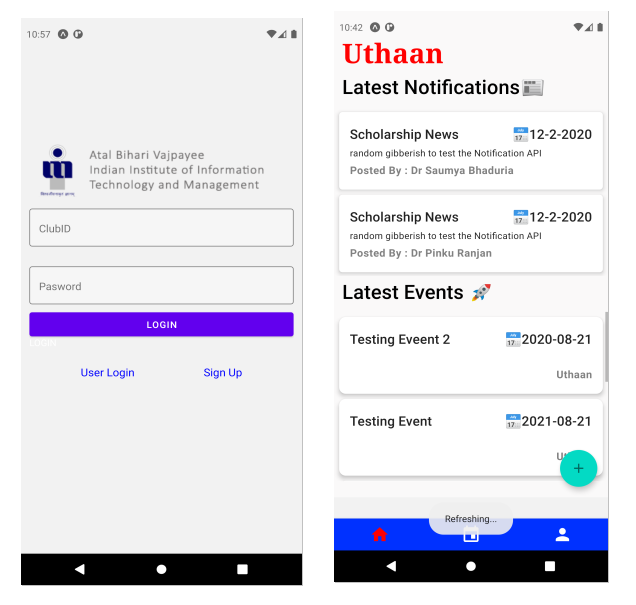 10:57
Atal Bihari Vajpayee
Indian Institute of Information
Technology and Management
ClubID
Pasword
LOGIN
LOGIN
User Login
Sign Up
10:42
Uthaan
Latest Notifications
Scholarship News
12-2-2020
random gibberish to test the Notification API
Posted By : Dr Saumya Bhaduria
Scholarship News
12-2-2020
random gibberish to test the Notification API
Posted By : Dr Pinku Ranjan
Latest Events
Testing Eveent 2
2020-08-21
Uthaan
Testing Event
2021-08-21
+
Refreshing...